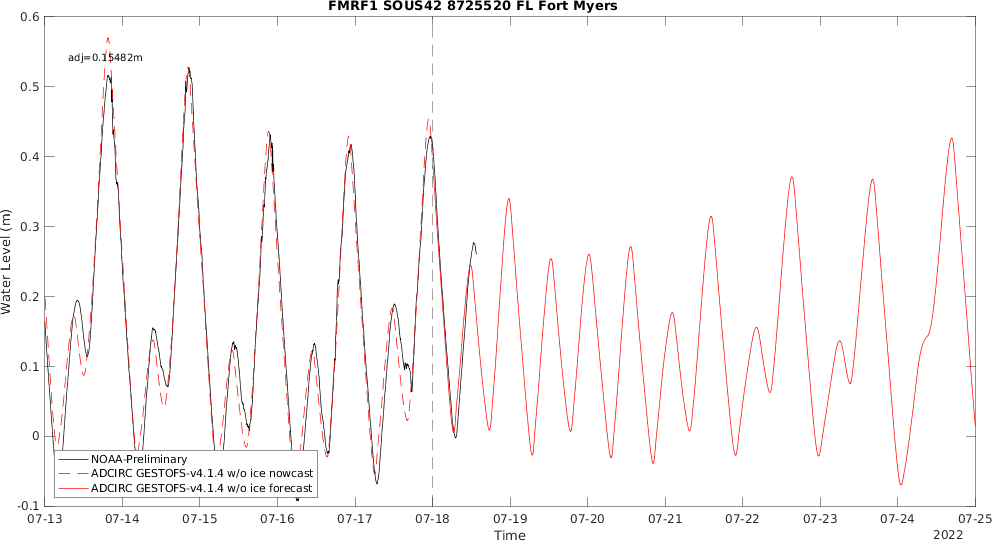 FMRF1 SOUS42 8725520 FL Fort Myers
0.6
adj=0.15482m
0.5
0.4
0.3
0.2
0.1
0
-0.1
Water Level (m)
NOAA-Preliminary
ADCIRC GESTOFS-v4.1.4 w/o ice nowcast
ADCIRC GESTOFS-v4.1.4 w/o ice forecast
07-13 07-14 07-15 07-16 07-17 07-18 07-19 07-20 07-21 07-22 07-23 07-24 07-25
Time
2022